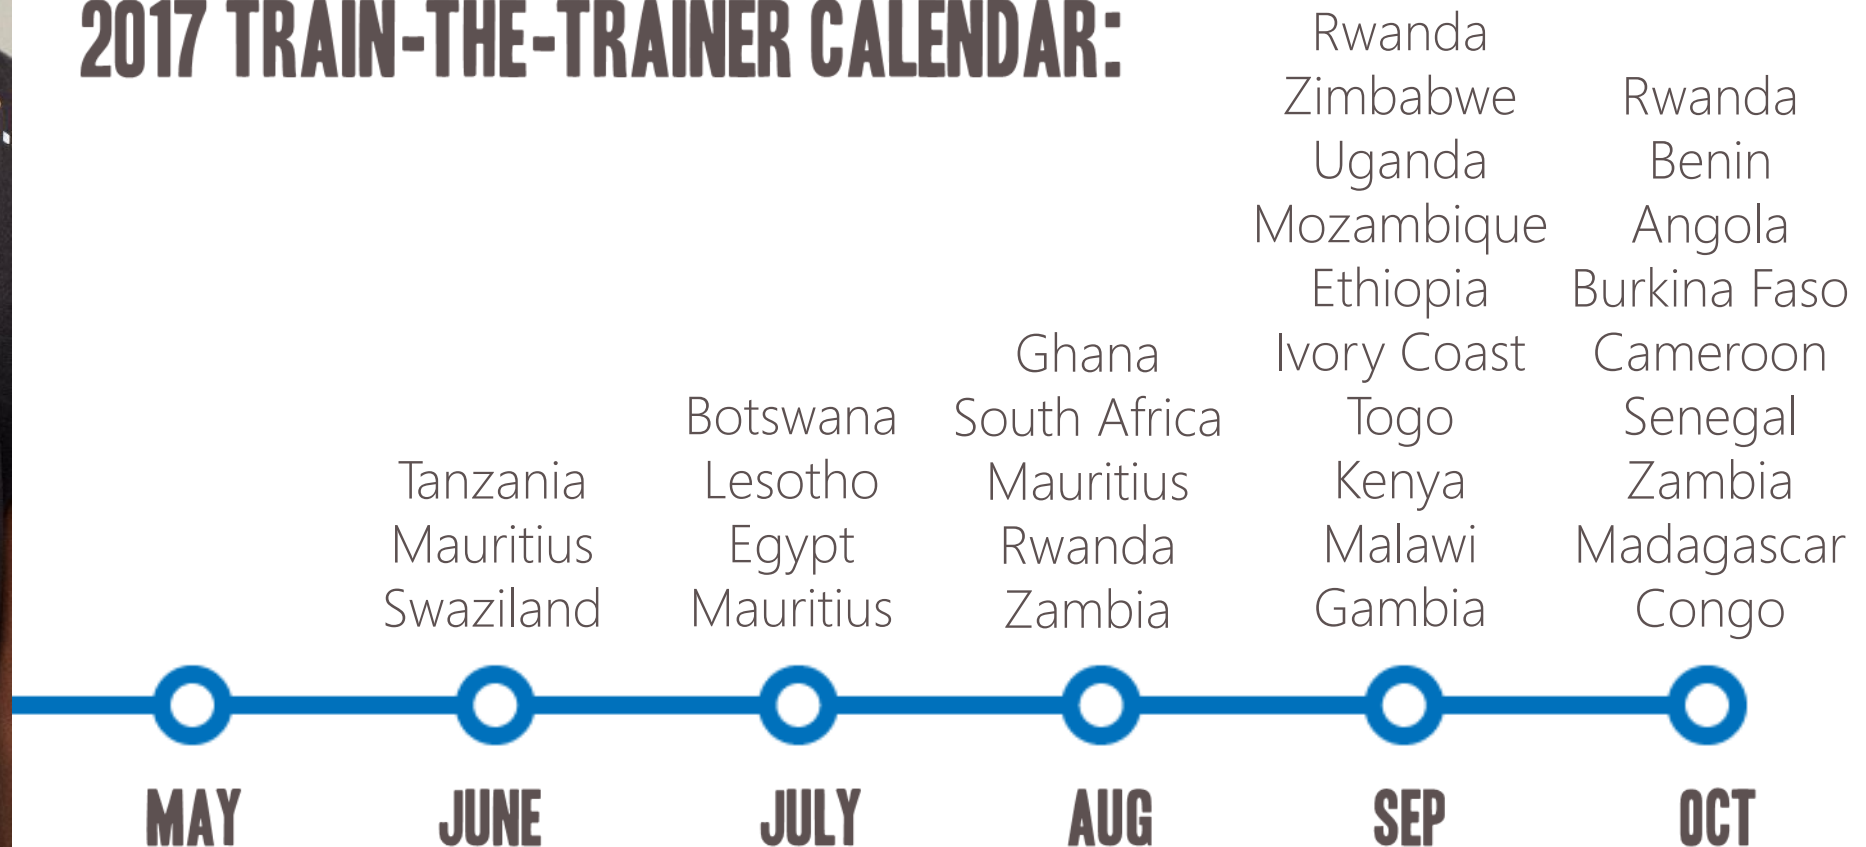 2017 TRAIN-THE-TRAINER CALENDAR:
MAY
Tanzania
Mauritius
Swaziland
JUNE
Botswana
Lesotho
Egypt
Mauritius
JULY
Ghana
South Africa
Mauritius
Rwanda
Zambia
AUG
Rwanda
Zimbabwe
Uganda
Mozambique
Ethiopia
Ivory Coast
Togo
Kenya
Malawi
Gambia
SEP
Rwanda
Benin
Angola
Burkina Faso
Cameroon
Senegal
Zambia
Madagascar
Congo
OCT